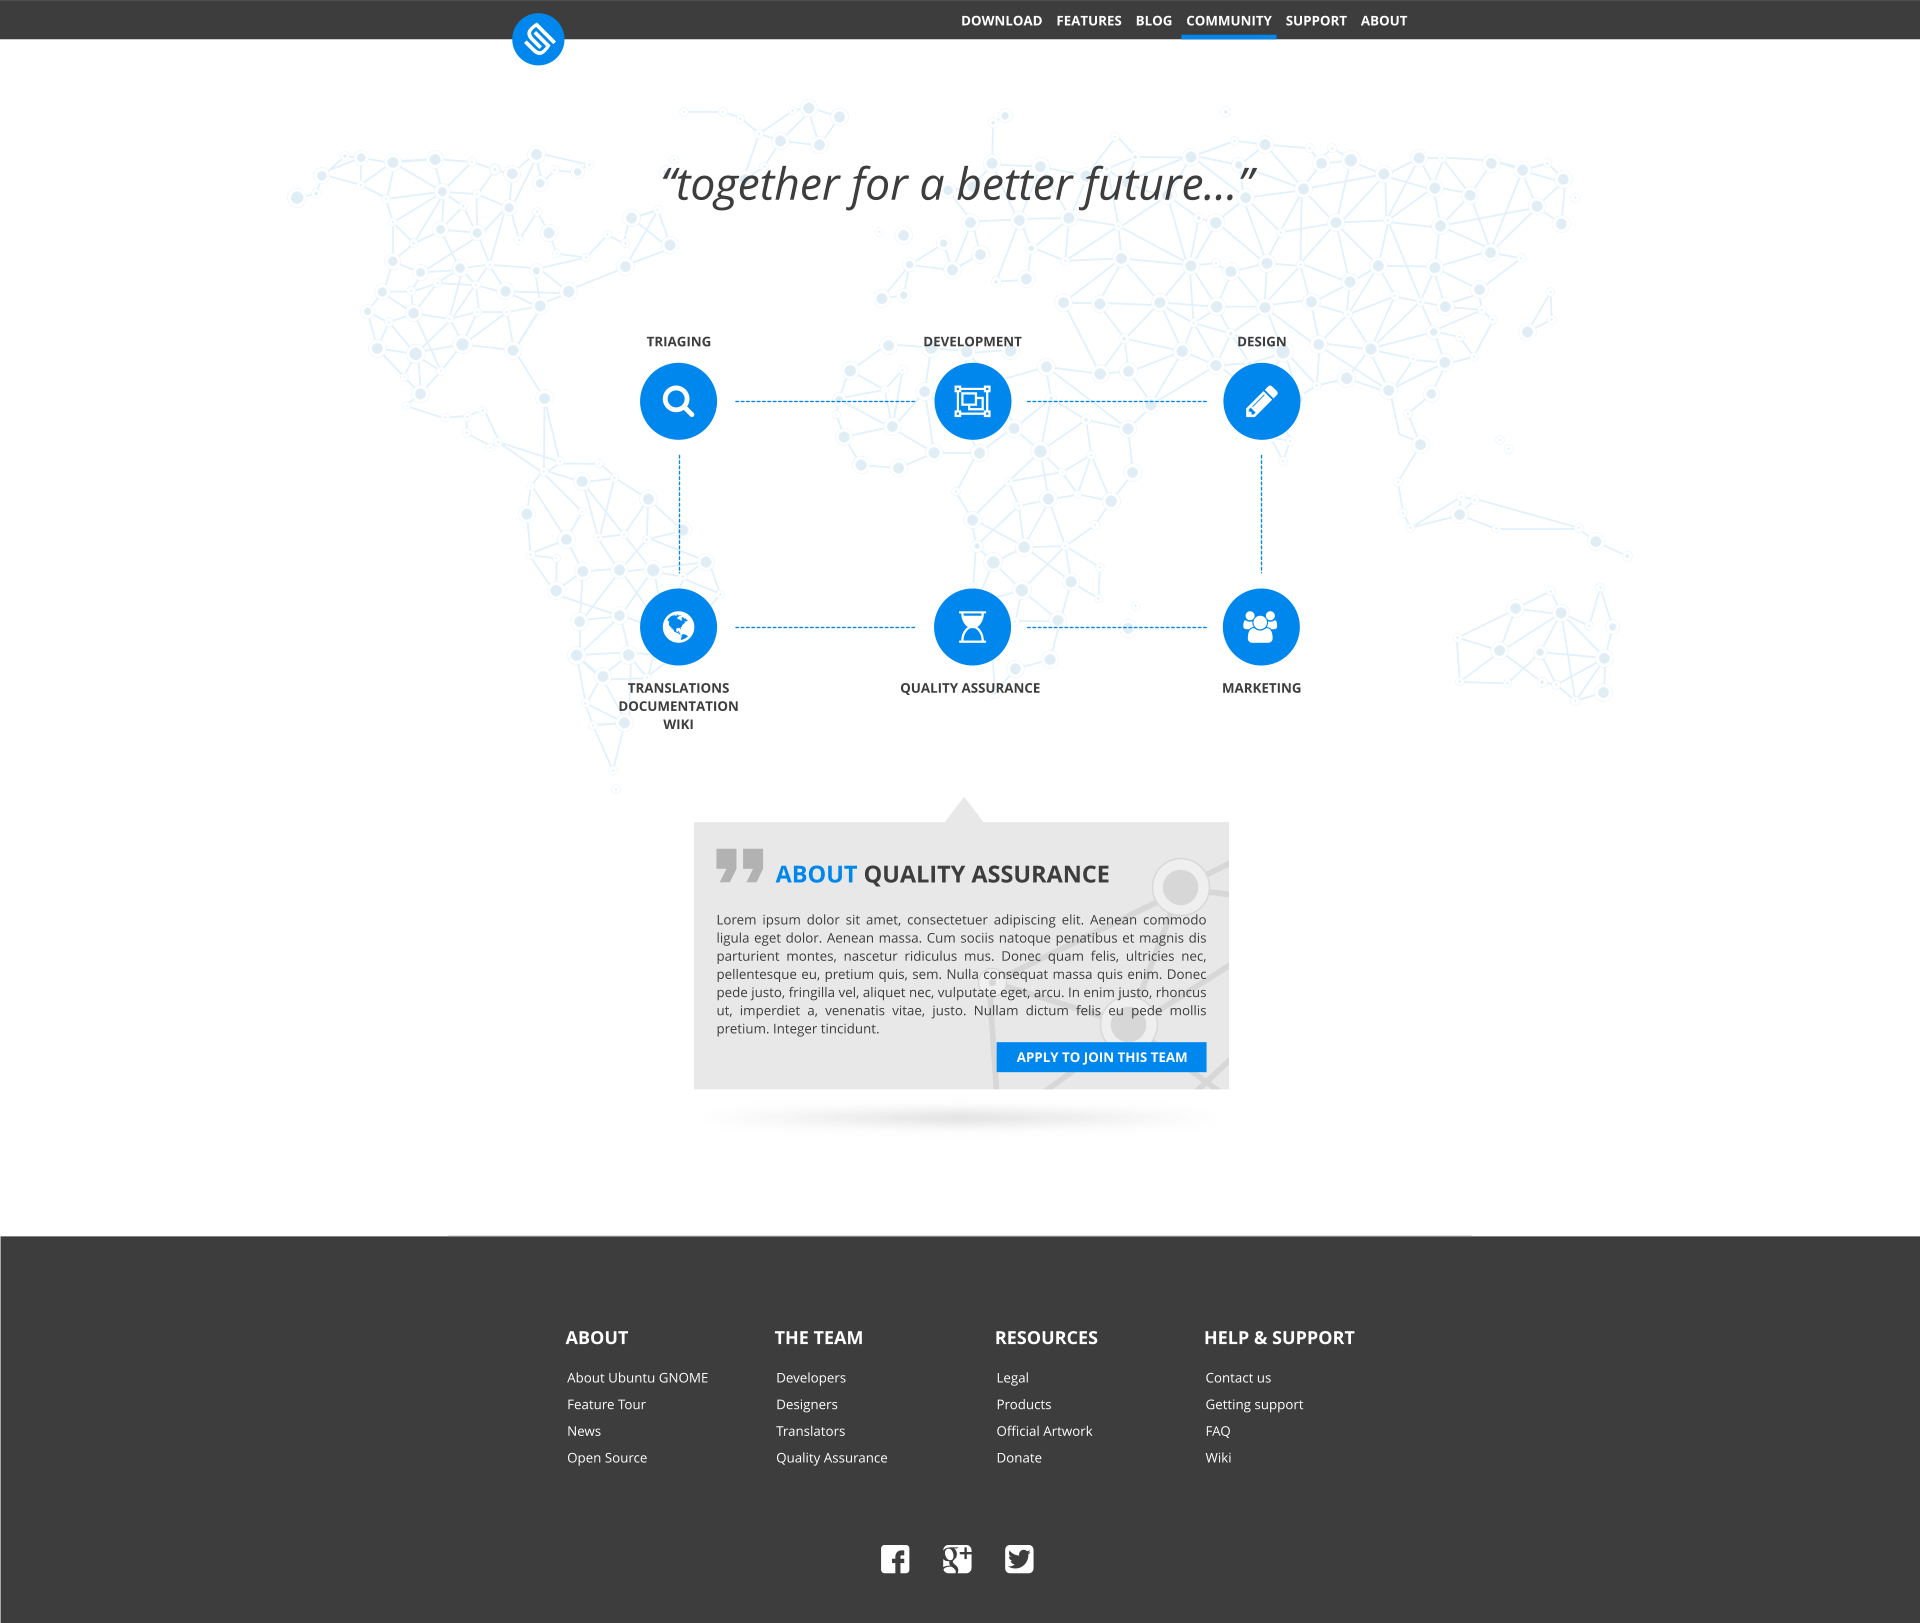 DOWNLOAD FEATURES BLOG COMMUNITY SUPPORT ABOUT
“together for a better future...”
TRIAGING
DEVELOPMENT
DESIGN
TRANSLATIONS
DOCUMENTATION
WIKI
QUALITY ASSURANCE
MARKETING
ABOUT QUALITY ASSURANCE
Lorem ipsum dolor sit amet, consectetuer adipiscing elit. Aenean commodo
ligula eget dolor. Aenean massa. Cum sociis natoque penatibus et magnis dis
parturient montes, nascetur ridiculus mus. Donec quam felis, ultricies nec,
pellentesque eu, pretium quis, sem. Nulla consequat massa quis enim. Donec
pede justo, fringilla vel, aliquet nec, vulputate eget, arcu. In enim justo, rhoncus
ut, imperdiet a, venenatis vitae, justo. Nullam dictum felis eu pede mollis
pretium. Integer tincidunt.
APPLY TO JOIN THIS TEAM
ABOUT
About Ubuntu GNOME
Feature Tour
News
Open Source
THE TEAM
Developers
Designers
Translators
Quality Assurance
RESOURCES
Legal
Products
Official Artwork
Donate
HELP & SUPPORT
Contact us
Getting support
FAQ
Wiki